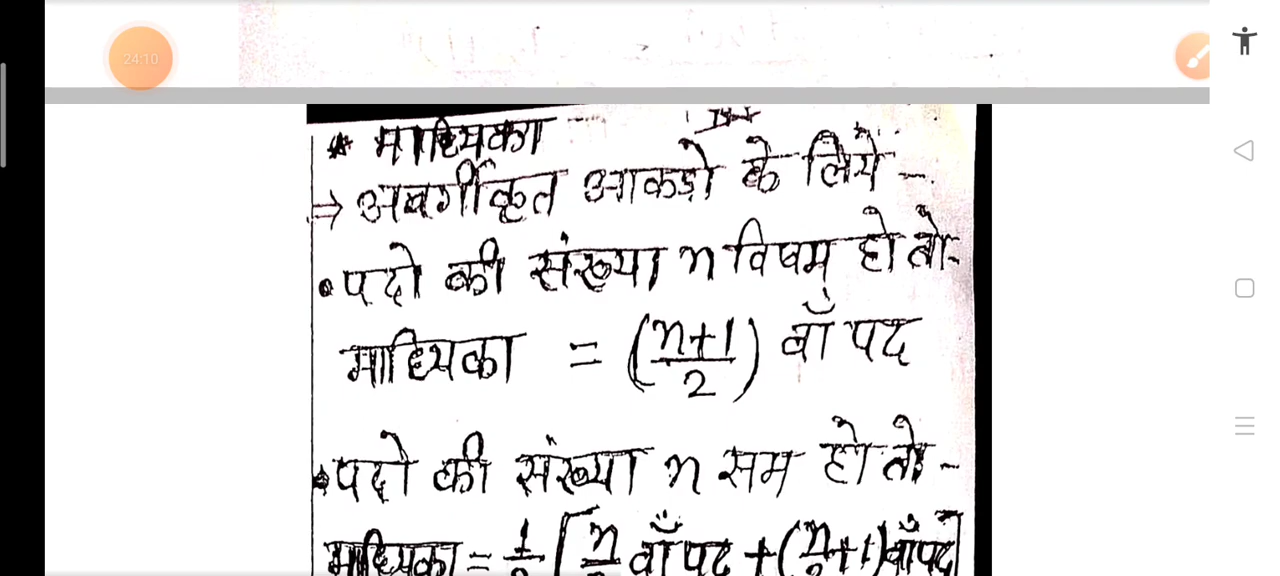 24:10
* माध्यिका
⇒ अवर्गीकृत आकडो के लिये -
• पदो की संख्या n विषम हो तो-
माध्यिका = (n+1/2) वाँ पद
• पदो की संख्या n सम हो तो-
माध्यिका = 1/2 [n/2 वाँ पद + (n/2+1) वाँ पद]